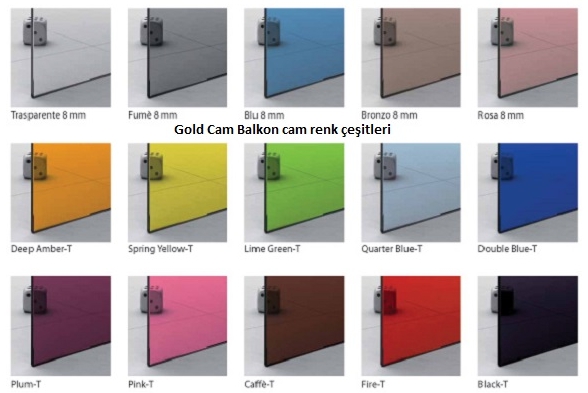 Trasparente 8 mm
Fumè 8 mm
Blu 8 mm
Bronzo 8 mm
Rosa 8 mm
Gold Cam Balkon cam renk çeşitleri
Deep Amber-T
Spring Yellow-T
Lime Green-T
Quarter Blue-T
Double Blue-T
Plum-T
Pink-T
Caffè-T
Fire-T
Black-T